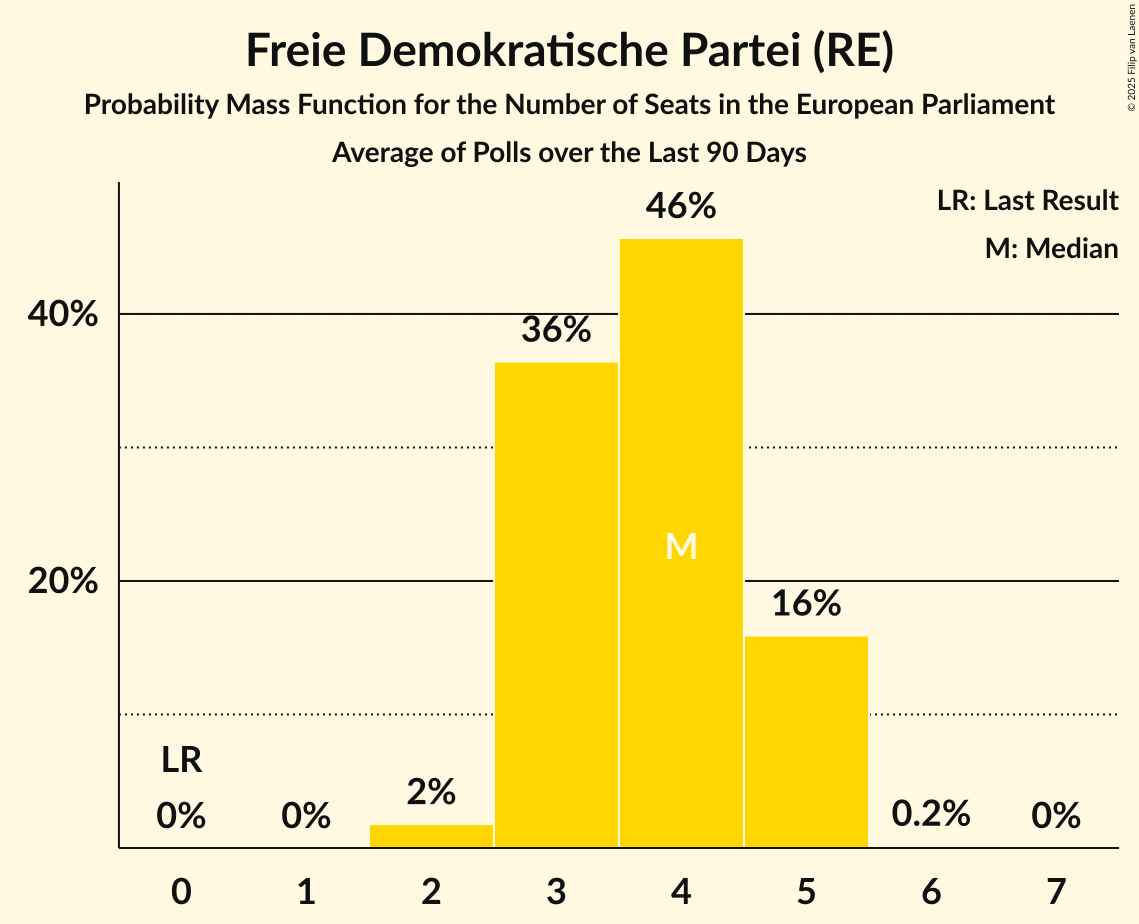 Freie Demokratische Partei (RE)
Probability Mass Function for the Number of Seats in the European Parliament
Average of Polls over the Last 90 Days
© 2025 Filip van Laenen
LR: Last Result
M: Median
46%
40%
36%
M
20%
16%
LR
0%
0%
2%
0.2%
0%
0 1 2 3 4 5 6 7